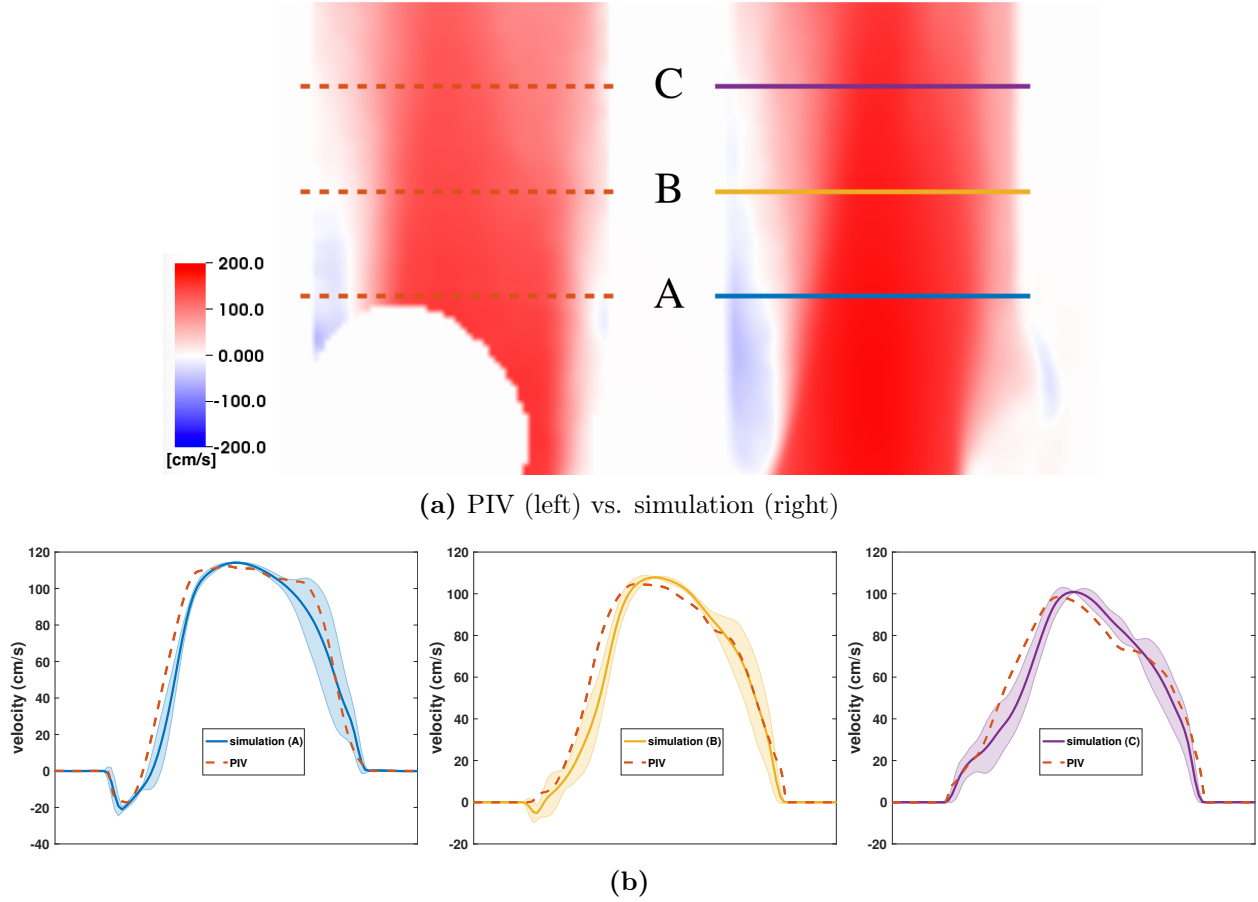 C
B
A
200.0
100.0
0.000
-100.0
-200.0
[cm/s]
(a) PIV (left) vs. simulation (right)
velocity (cm/s)
120
100
80
60
40
20
0
-20
-40
simulation (A)
PIV
velocity (cm/s)
120
100
80
60
40
20
0
-20
simulation (B)
PIV
velocity (cm/s)
120
100
80
60
40
20
0
-20
simulation (C)
PIV
(b)